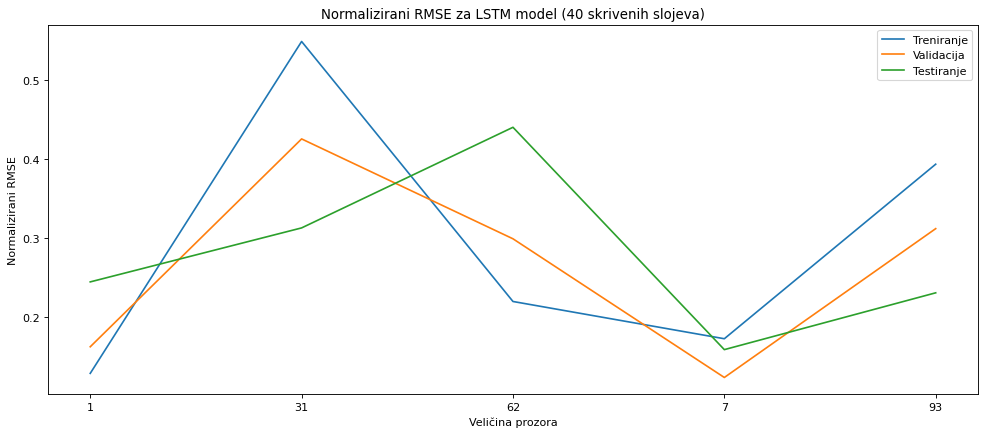 Normalizirani RMSE za LSTM model (40 skrivenih slojeva)
Treniranje
Validacija
Testiranje
Normalizirani RMSE
0.5
0.4
0.3
0.2
1 31 62 7 93
Veličina prozora